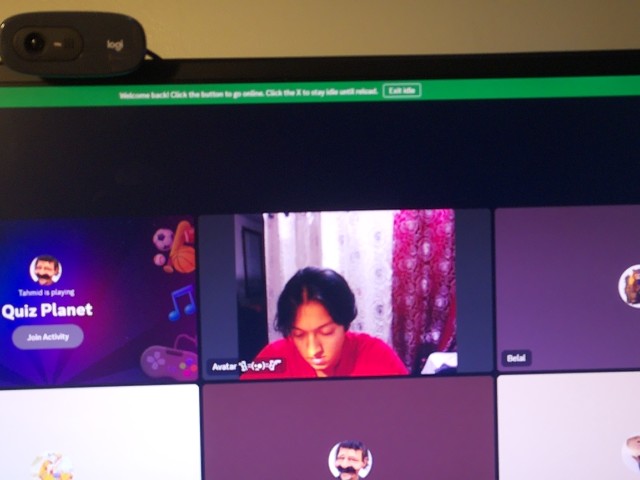 logi
Welcome back! Click the button to go online. Click the X to stay idle until reload.
Exit idle
Tahmid is playing
Quiz Planet
Join Activity
Avatar
Belal